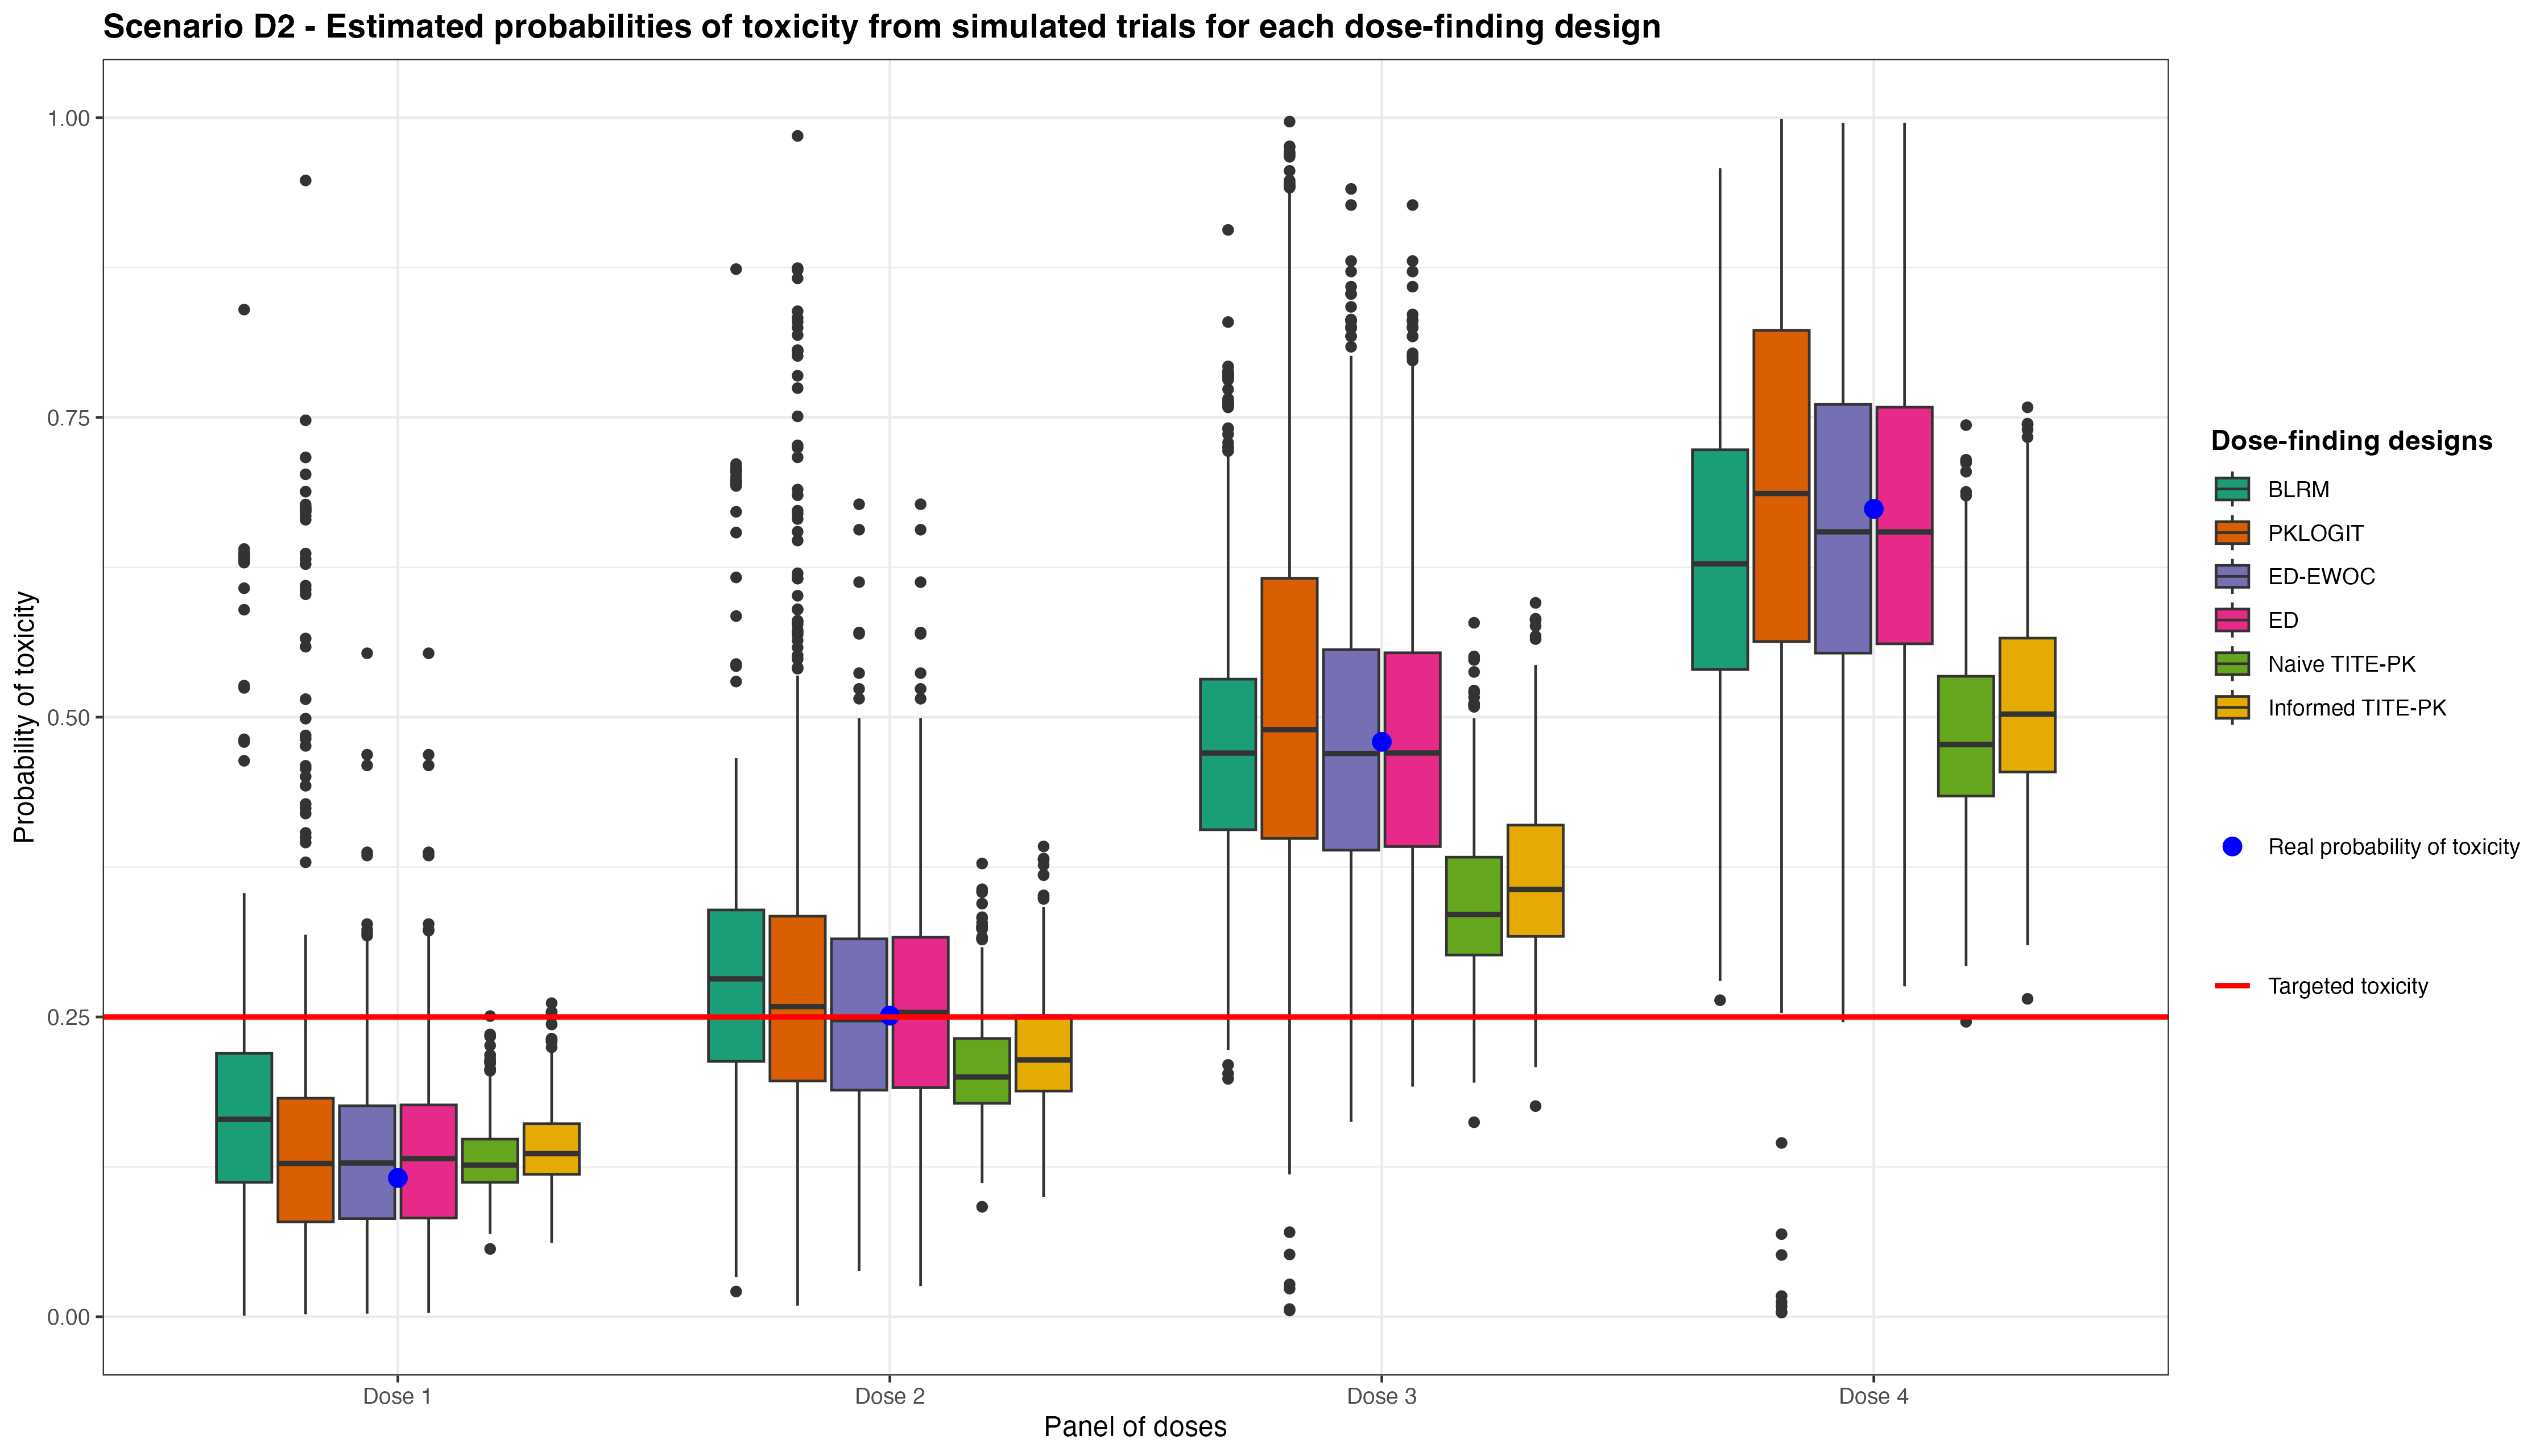 Scenario D2 - Estimated probabilities of toxicity from simulated trials for each dose-finding design
Probability of toxicity
1.00
0.75
0.50
0.25
0.00
Dose 1
Dose 2
Dose 3
Dose 4
Panel of doses
Dose-finding designs
BLRM
PKLOGIT
ED-EWOC
ED
Naive TITE-PK
Informed TITE-PK
Real probability of toxicity
Targeted toxicity